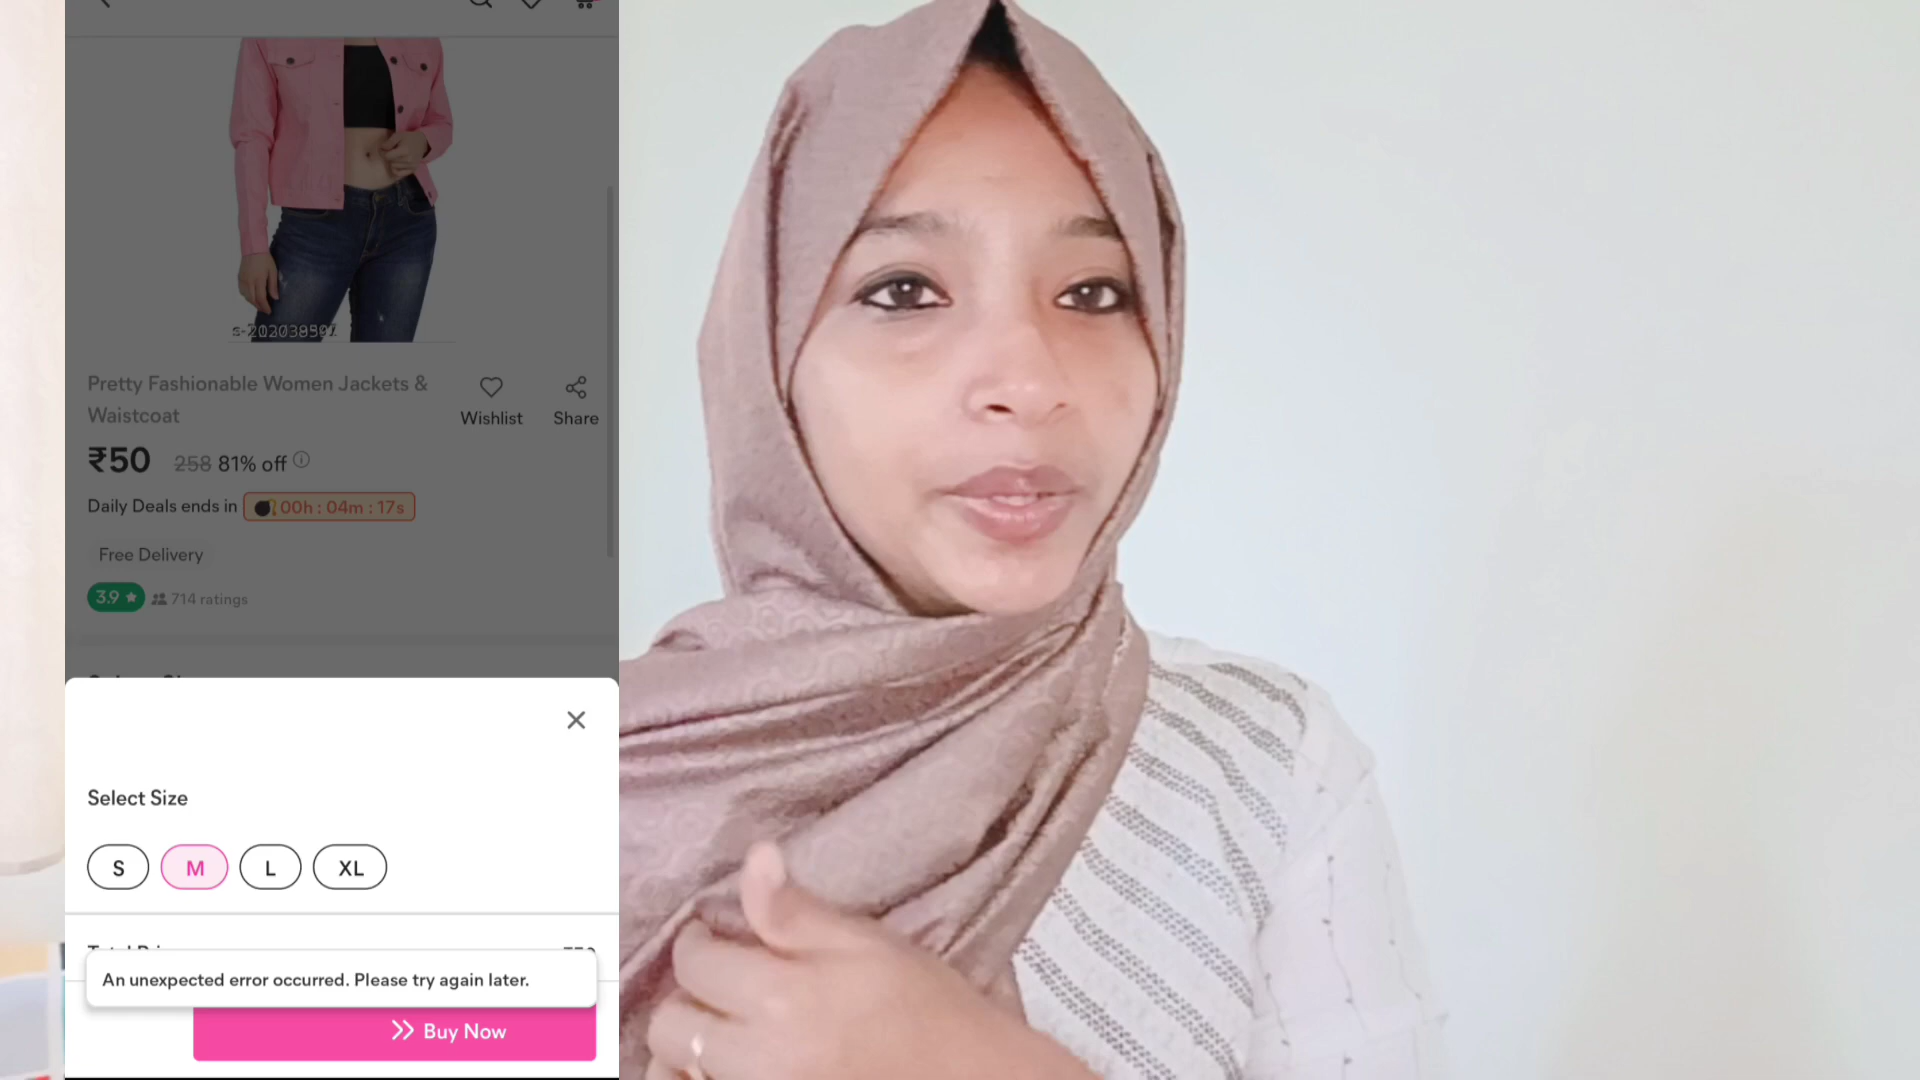 Pretty Fashionable Women Jackets &
Waistcoat
Wishlist
Share
₹50 258 81% off
Daily Deals ends in 00h : 04m : 17s
Free Delivery
3.9 ★ 714 ratings
Select Size
S M L XL
An unexpected error occurred. Please try again later.
Buy Now